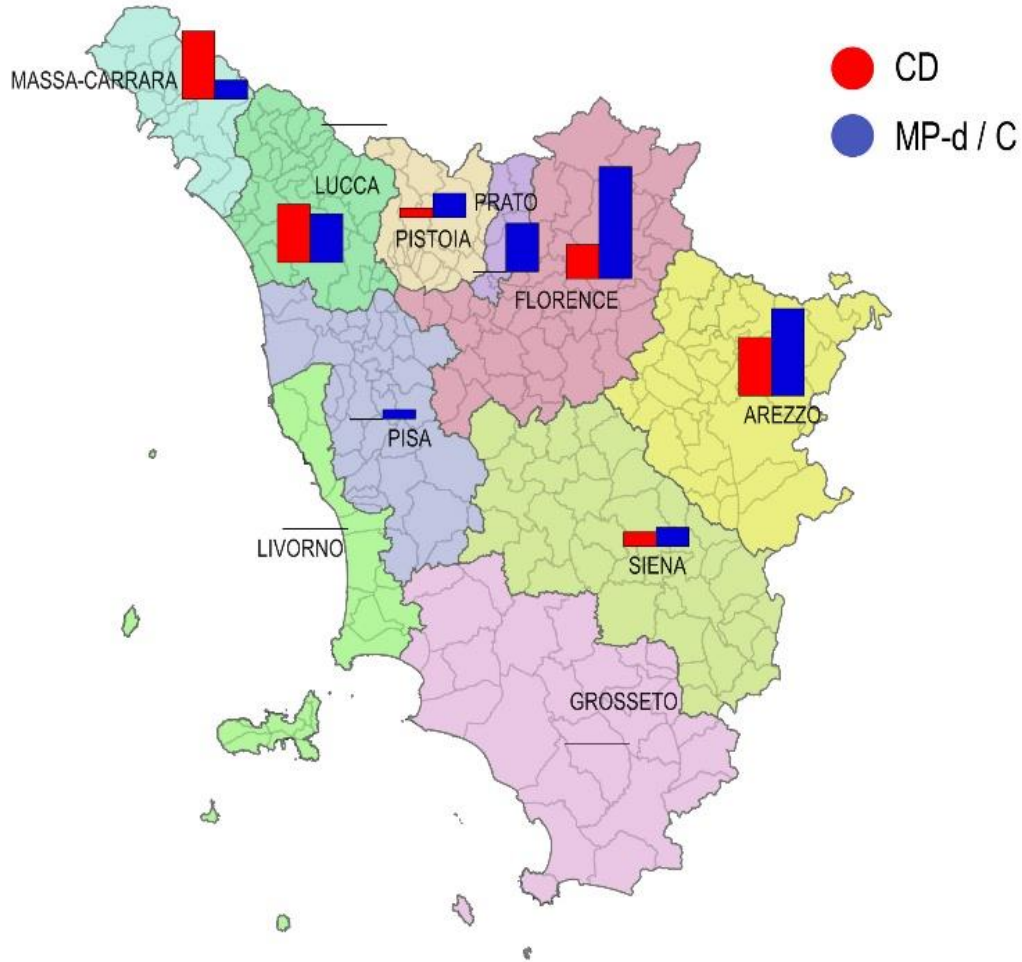 CD
MASSA-CARRARA
MP-d / C
LUCCA
PRATO
PISTOIA
FLORENCE
AREZZO
PISA
LIVORNO
SIENA
GROSSETO